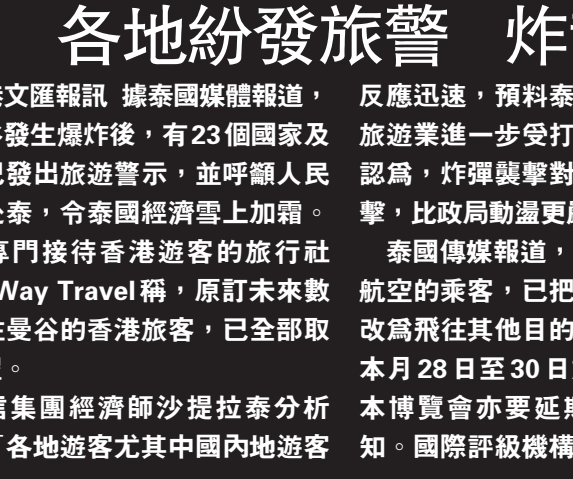 各地紛發旅警 炸
文匯報訊 據泰國媒體報道，
發生爆炸後，有23個國家及
發出旅遊警示，並呼籲人民
泰，令泰國經濟雪上加霜。
專門接待香港遊客的旅行社
Way Travel稱，原訂未來數
曼谷的香港旅客，已全部取
。
集團經濟師沙提拉泰分析
「各地遊客尤其中國內地遊客
反應迅速，預料泰
旅遊業進一步受打
認為，炸彈襲擊對
擊，比政局動盪更
泰國傳媒報道，
航空的乘客，已把
改為飛往其他目的
本月28日至30日
本博覽會亦要延
知。國際評級機構